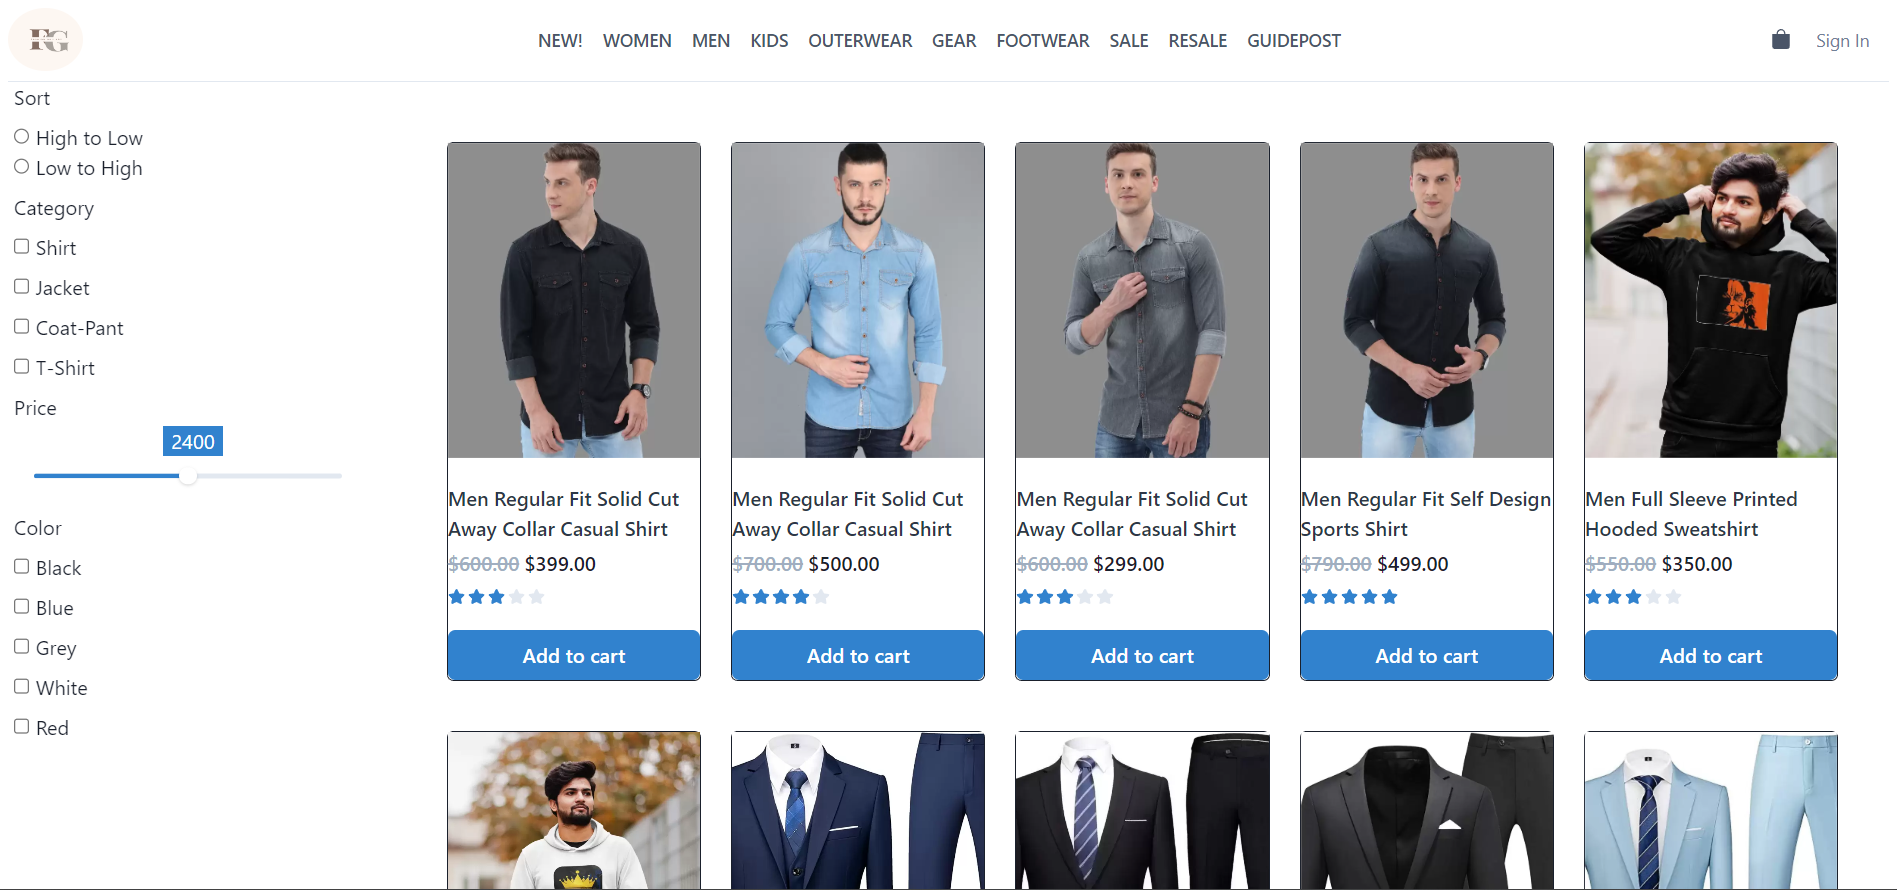 FG
NEW! WOMEN MEN KIDS OUTERWEAR GEAR FOOTWEAR SALE RESALE GUIDEPOST
Sign In
Sort
High to Low
Low to High
Category
Shirt
Jacket
Coat-Pant
T-Shirt
Price
2400
Color
Black
Blue
Grey
White
Red
Men Regular Fit Solid Cut
Away Collar Casual Shirt
$600.00 $399.00
Add to cart
Men Regular Fit Solid Cut
Away Collar Casual Shirt
$700.00 $500.00
Add to cart
Men Regular Fit Solid Cut
Away Collar Casual Shirt
$600.00 $299.00
Add to cart
Men Regular Fit Self Design
Sports Shirt
$790.00 $499.00
Add to cart
Men Full Sleeve Printed
Hooded Sweatshirt
$550.00 $350.00
Add to cart